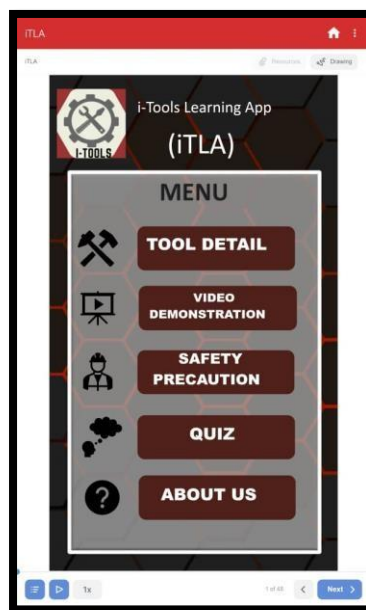 iTLA
iTLA
Resources
Drawing
i-Tools Learning App
(iTLA)
I-TOOLS
MENU
TOOL DETAIL
VIDEO
DEMONSTRATION
SAFETY
PRECAUTION
QUIZ
ABOUT US
1x
Next